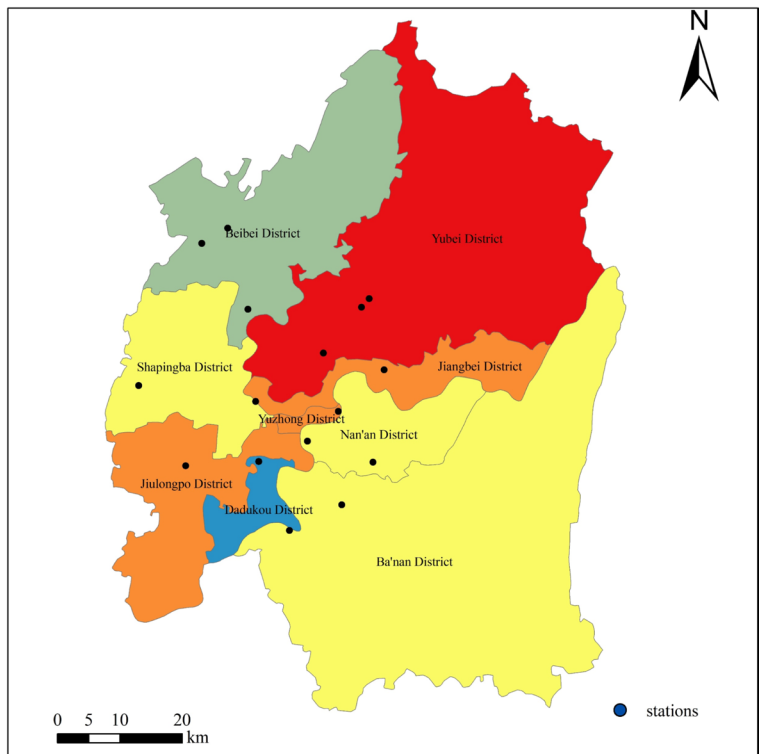 N
Beibei District
Yubei District
Shapingba District
Jiangbei District
Yuzhong District
Nan'an District
Jiulongpo District
Dadukou District
Ba'nan District
0 5 10 20
km
stations